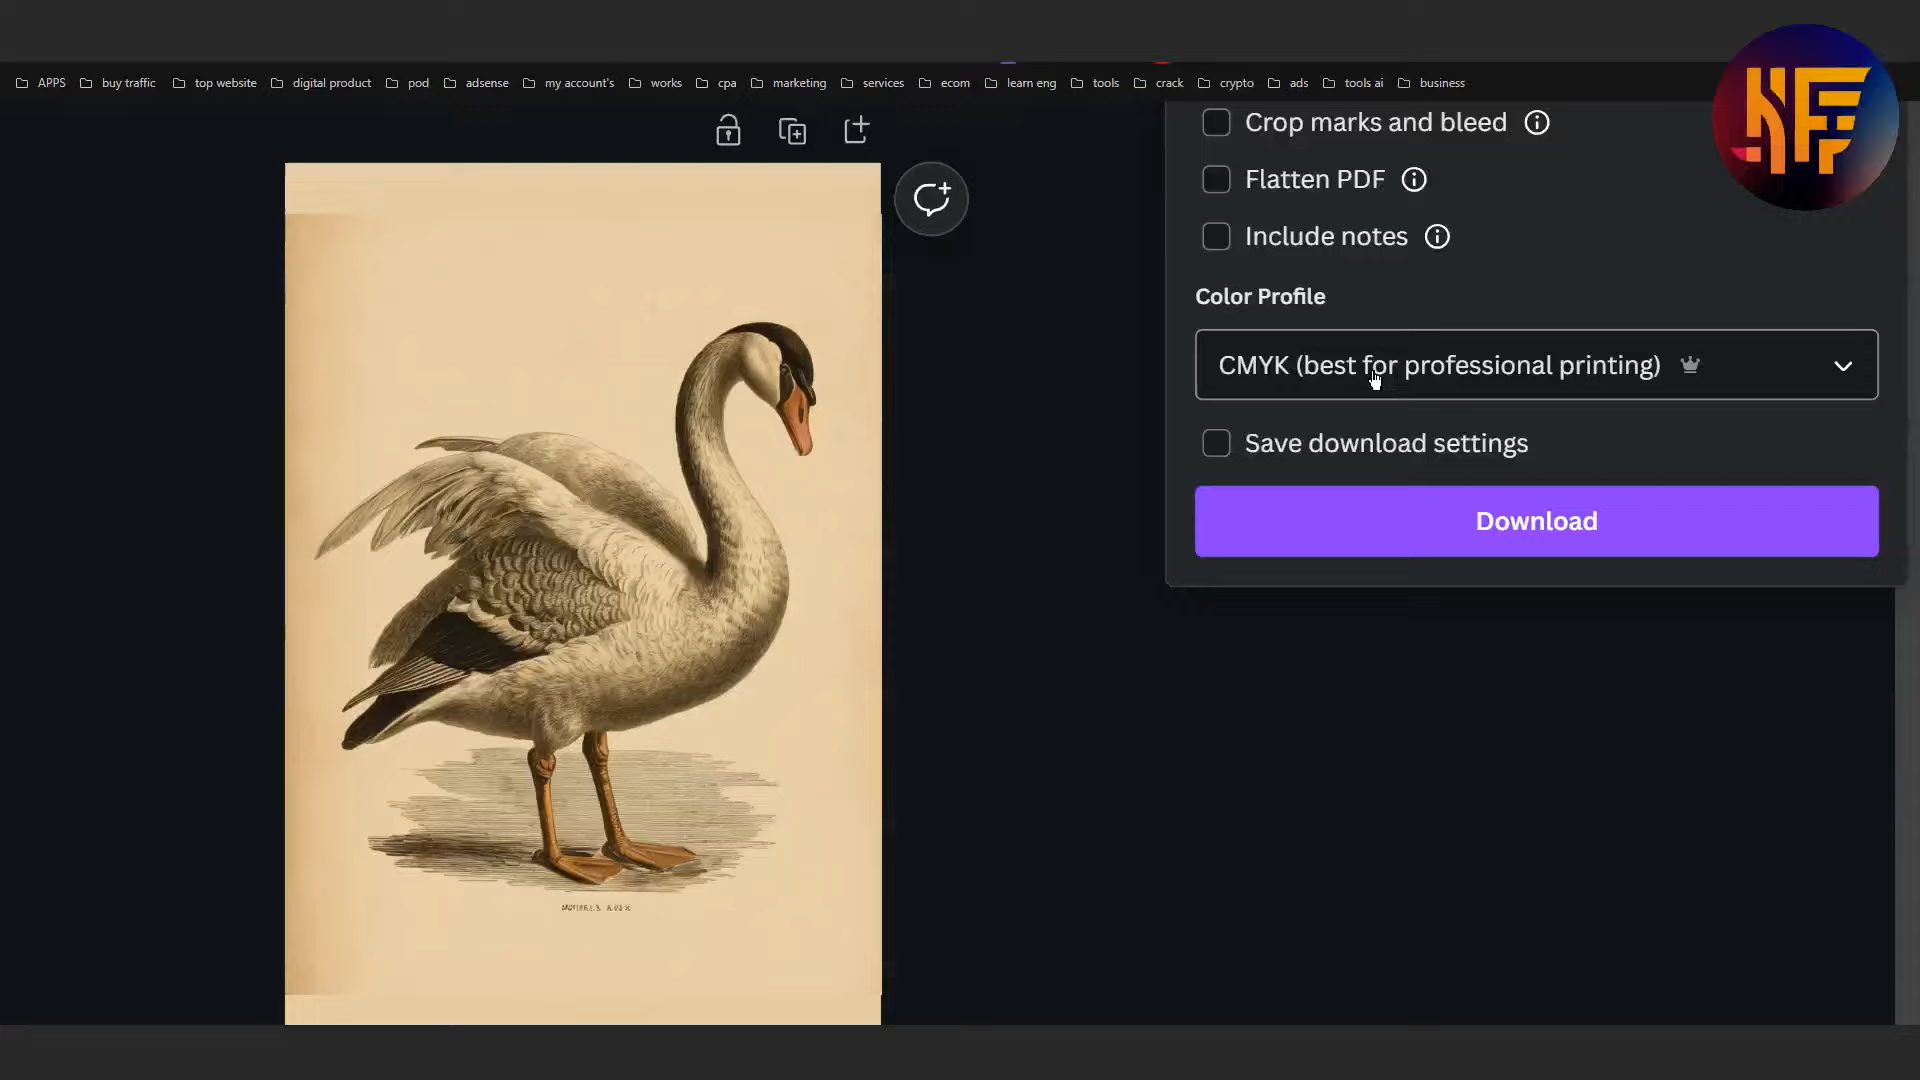 APPS buy traffic top website digital product pod adsense my account's works cpa marketing services ecom learn eng tools crack crypto ads tools ai business
Crop marks and bleed
Flatten PDF
Include notes
Color Profile
CMYK (best for professional printing)
Save download settings
Download